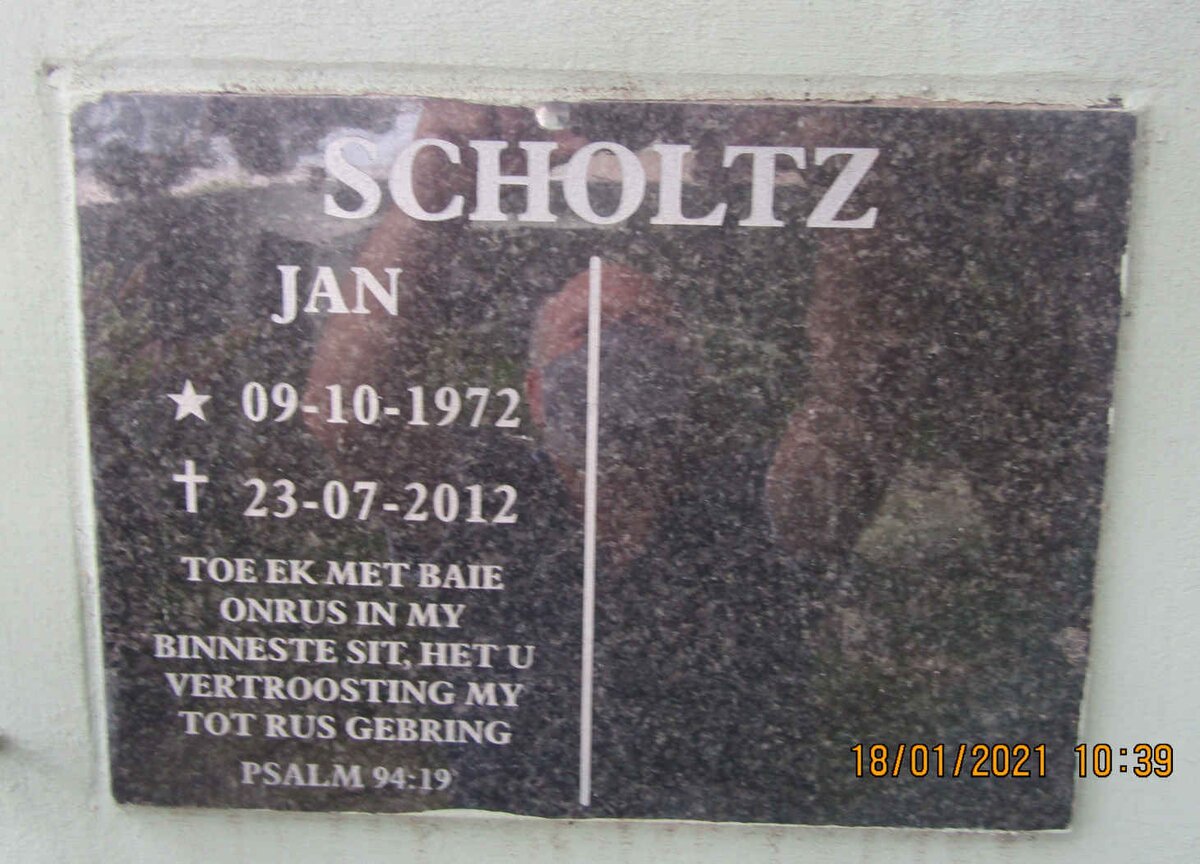 SCHOLTZ
JAN
★ 09-10-1972
✝ 23-07-2012
TOE EK MET BAIE
ONRUS IN MY
BINNESTE SIT, HET U
VERTROOSTING MY
TOT RUS GEBRING
PSALM 94:19
18/01/2021 10:39